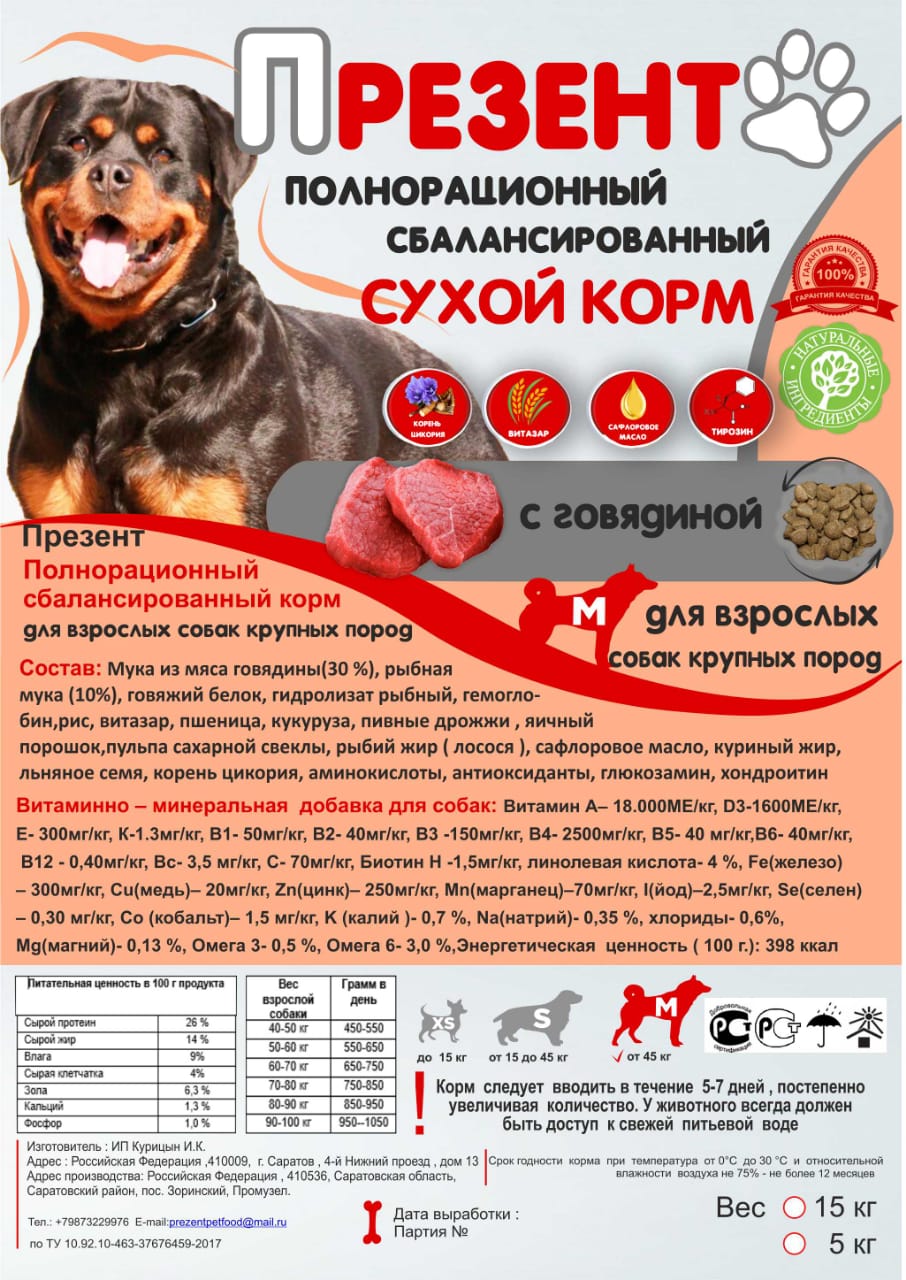 ПРЕЗЕНТ
ПОЛНОРАЦИОННЫЙ
СБАЛАНСИРОВАННЫЙ
СУХОЙ КОРМ
ГАРАНТИЯ КАЧЕСТВА
100%
ГАРАНТИЯ КАЧЕСТВА
НАТУРАЛЬНЫЕ
ИНГРЕДИЕНТЫ
КОРЕНЬ
ЦИКОРИЯ
ВИТАЗАР
САФЛОРОВОЕ
МАСЛО
ТИРОЗИН
с говядиной
М
для взрослых
собак крупных пород
Презент
Полнорационный
сбалансированный корм
для взрослых собак крупных пород
Состав: Мука из мяса говядины(30 %), рыбная
мука (10%), говяжий белок, гидролизат рыбный, гемогло-
бин,рис, витазар, пшеница, кукуруза, пивные дрожжи , яичный
порошок,пульпа сахарной свеклы, рыбий жир ( лосося ), сафлоровое масло, куриный жир,
льняное семя, корень цикория, аминокислоты, антиоксиданты, глюкозамин, хондроитин
Витаминно – минеральная добавка для собак: Витамин А– 18.000МЕ/кг, D3-1600МЕ/кг,
Е- 300мг/кг, К-1.3мг/кг, В1- 50мг/кг, В2- 40мг/кг, В3 -150мг/кг, В4- 2500мг/кг, В5- 40 мг/кг,В6- 40мг/кг,
В12 - 0,40мг/кг, Вс- 3,5 мг/кг, С- 70мг/кг, Биотин Н -1,5мг/кг, линолевая кислота- 4 %, Fe(железо)
– 300мг/кг, Cu(медь)– 20мг/кг, Zn(цинк)– 250мг/кг, Mn(марганец)–70мг/кг, I(йод)–2,5мг/кг, Se(селен)
– 0,30 мг/кг, Co (кобальт)– 1,5 мг/кг, К (калий )- 0,7 %, Na(натрий)- 0,35 %, хлориды- 0,6%,
Mg(магний)- 0,13 %, Омега 3- 0,5 %, Омега 6- 3,0 %,Энергетическая ценность ( 100 г.): 398 ккал
Питательная ценность в 100 г продукта
Сырой протеин 26 %
Сырой жир 14 %
Влага 9%
Сырая клетчатка 4%
Зола 6,3 %
Кальций 1,3 %
Фосфор 1,0 %
Вес взрослой собаки Грамм в день
40-50 кг 450-550
50-60 кг 550-650
60-70 кг 650-750
70-80 кг 750-850
80-90 кг 850-950
90-100 кг 950--1050
XS
S
М
до 15 кг
от 15 до 45 кг
от 45 кг
Добровольная
сертификация
! Корм следует вводить в течение 5-7 дней , постепенно
увеличивая количество. У животного всегда должен
быть доступ к свежей питьевой воде
Изготовитель : ИП Курицын И.К.
Адрес : Российская Федерация ,410009, г. Саратов , 4-й Нижний проезд , дом 13
Адрес производства: Российская Федерация , 410536, Саратовская область,
Саратовский район, пос. Зоринский, Промузел.
Срок годности корма при температура от 0°С до 30 °С и относительной
влажности воздуха не 75% - не более 12 месяцев
Тел.: +79873229976 E-mail:prezentpetfood@mail.ru
по ТУ 10.92.10-463-37676459-2017
Дата выработки :
Партия №
Вес 15 кг
5 кг